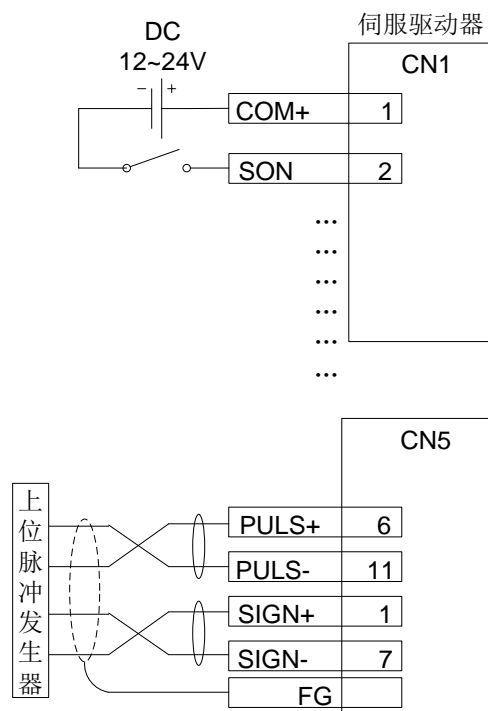 伺服驱动器
DC
12~24V
CN1
− +
COM+ 1
SON 2
...
...
...
...
...
...
CN5
上位脉冲发生器
PULS+ 6
PULS- 11
SIGN+ 1
SIGN- 7
FG